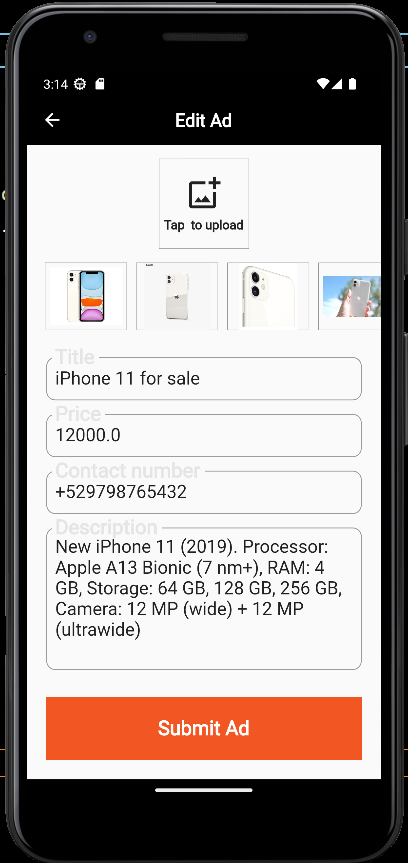 3:14
Edit Ad
Tap to upload
Title
iPhone 11 for sale
Price
12000.0
Contact number
+529798765432
Description
New iPhone 11 (2019). Processor:
Apple A13 Bionic (7 nm+), RAM: 4
GB, Storage: 64 GB, 128 GB, 256 GB,
Camera: 12 MP (wide) + 12 MP
(ultrawide)
Submit Ad